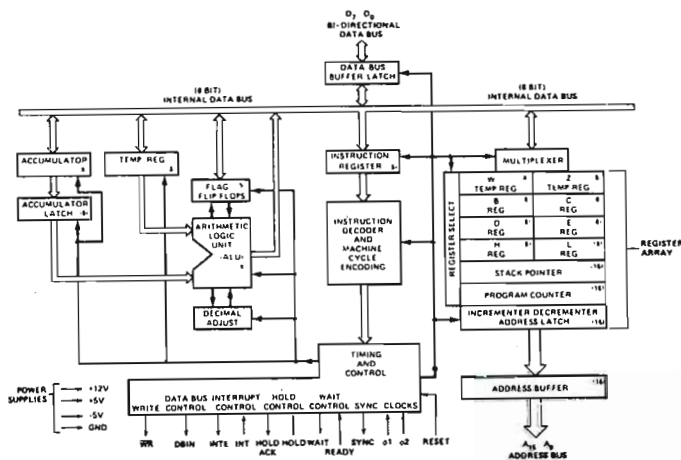 D7 D0
BI-DIRECTIONAL
DATA BUS
DATA BUS
BUFFER LATCH
(8 BIT)
INTERNAL DATA BUS
(8 BIT)
INTERNAL DATA BUS
ACCUMULATOR
TEMP REG
FLAG
FLIP FLOPS
INSTRUCTION
REGISTER
MULTIPLEXER
ACCUMULATOR
LATCH
ARITHMETIC
LOGIC
UNIT
ALU
INSTRUCTION
DECODER
AND
MACHINE
CYCLE
ENCODING
REGISTER SELECT
W
TEMP REG
Z
TEMP REG
B
REG
C
REG
D
REG
E
REG
H
REG
L
REG
STACK POINTER
PROGRAM COUNTER
INCREMENTER DECREMENTER
ADDRESS LATCH
REGISTER
ARRAY
DECIMAL
ADJUST
TIMING
AND
CONTROL
DATA BUS INTERRUPT HOLD WAIT
WRITE CONTROL CONTROL CONTROL CONTROL SYNC CLOCKS
POWER
SUPPLIES
+12V
+5V
-5V
GND
WR DBIN INTE INT HOLD HOLD WAIT SYNC ø1 ø2 RESET
ACK READY
ADDRESS BUFFER
A15 A0
ADDRESS BUS